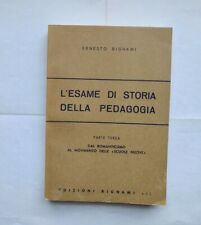 ERNESTO BIGNAMI
L'ESAME DI STORIA
DELLA PEDAGOGIA
PARTE TERZA
DAL ROMANTICISMO
AL MOVIMENTO DELLE «SCUOLE NUOVE»
EDIZIONI BIGNAMI